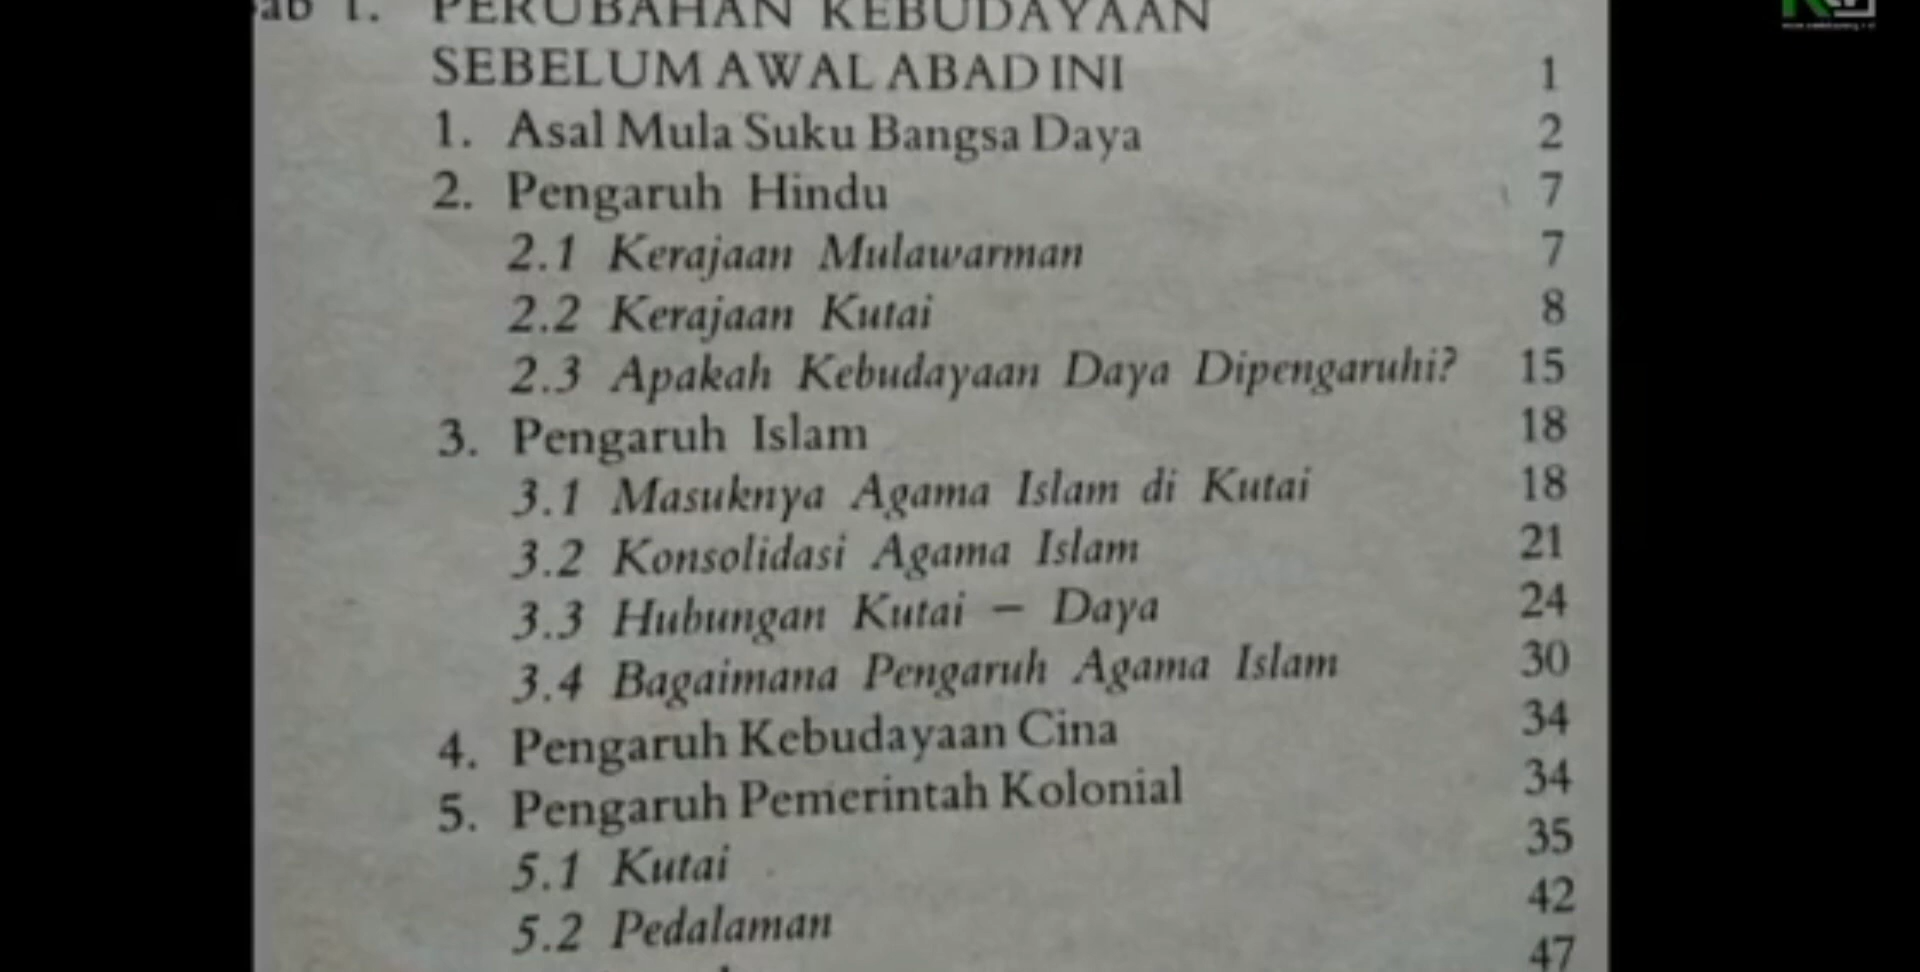 ab 1. PERUBAHAN KEBUDAYAAN
SEBELUM AWAL ABAD INI 1
1. Asal Mula Suku Bangsa Daya 2
2. Pengaruh Hindu 7
2.1 Kerajaan Mulawarman 7
2.2 Kerajaan Kutai 8
2.3 Apakah Kebudayaan Daya Dipengaruhi? 15
3. Pengaruh Islam 18
3.1 Masuknya Agama Islam di Kutai 18
3.2 Konsolidasi Agama Islam 21
3.3 Hubungan Kutai – Daya 24
3.4 Bagaimana Pengaruh Agama Islam 30
4. Pengaruh Kebudayaan Cina 34
5. Pengaruh Pemerintah Kolonial 34
5.1 Kutai 35
5.2 Pedalaman 42
47